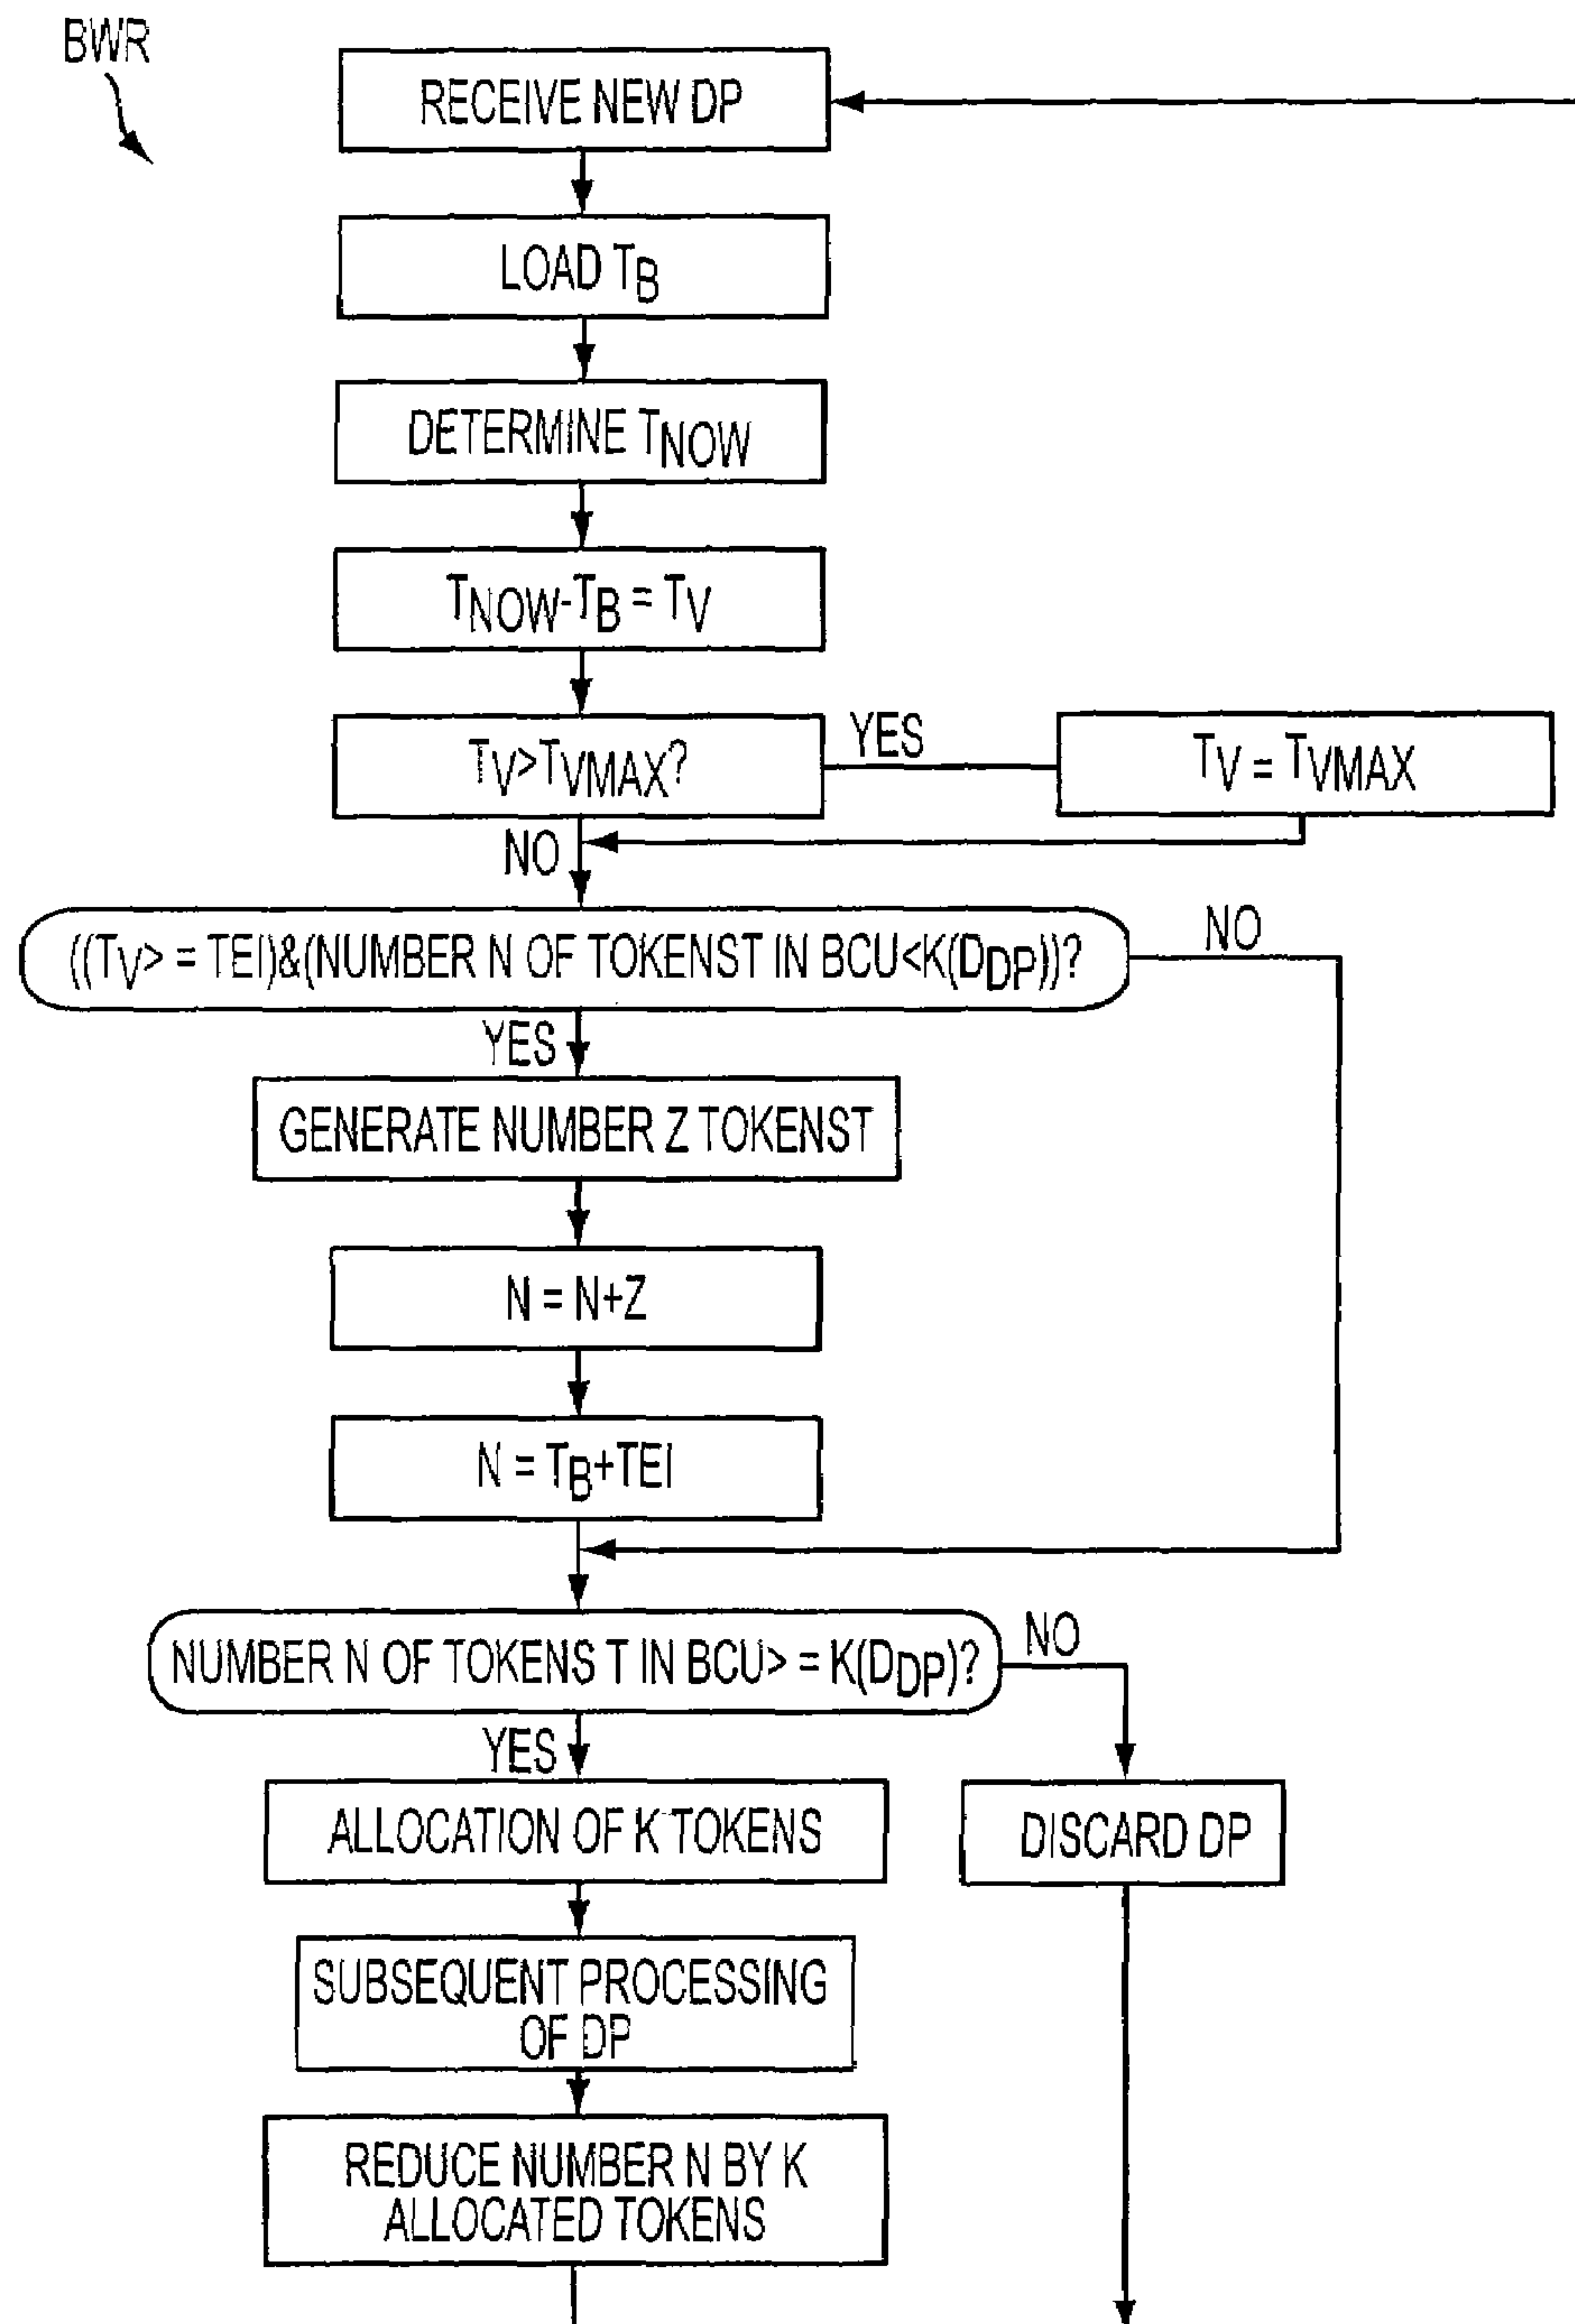 BWR
RECEIVE NEW DP
LOAD TB
DETERMINE TNOW
TNOW-TB = TV
TV>TVMAX?
YES
TV = TVMAX
NO
((TV> = TEI)&(NUMBER N OF TOKENST IN BCU<K(DDP))?
NO
YES
GENERATE NUMBER Z TOKENST
N = N+Z
N = TB+TEI
NUMBER N OF TOKENS T IN BCU> = K(DDP)?
NO
YES
ALLOCATION OF K TOKENS
DISCARD DP
SUBSEQUENT PROCESSING
OF DP
REDUCE NUMBER N BY K
ALLOCATED TOKENS